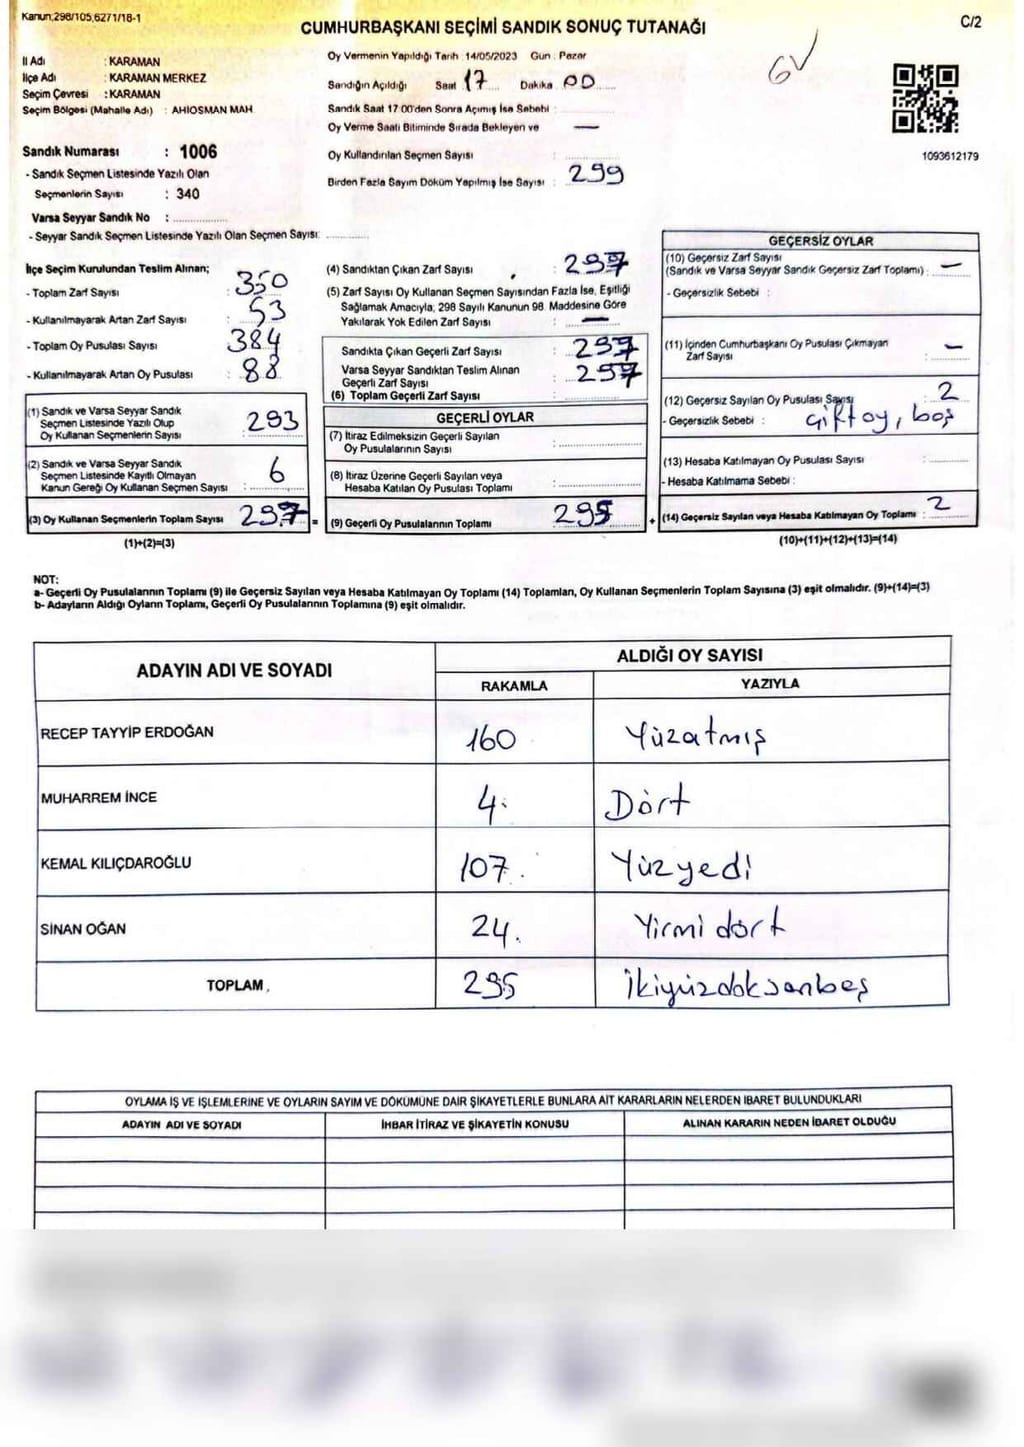 Kanun;298/105,6271/18-1
CUMHURBAŞKANI SEÇİMİ SANDIK SONUÇ TUTANAĞI
C/2
İl Adı : KARAMAN
İlçe Adı : KARAMAN MERKEZ
Seçim Çevresi : KARAMAN
Seçim Bölgesi (Mahalle Adı) : AHIOSMAN MAH
Oy Vermenin Yapıldığı Tarih :14/05/2023 Gün : Pazar
Sandığın Açıldığı Saat 17 Dakika 00
Sandık Saat 17:00'den Sonra Açımış İse Sebebi :
Oy Verme Saati Bitiminde Sırada Bekleyen ve —
Oy Kullandırılan Seçmen Sayısı :
Birden Fazla Sayım Döküm Yapılmış İse Sayısı : 299
1093612179
Sandık Numarası : 1006
- Sandık Seçmen Listesinde Yazılı Olan
Seçmenlerin Sayısı : 340
Varsa Seyyar Sandık No :
- Seyyar Sandık Seçmen Listesinde Yazılı Olan Seçmen Sayısı:
İlçe Seçim Kurulundan Teslim Alınan;
- Toplam Zarf Sayısı : 350
- Kullanılmayarak Artan Zarf Sayısı : 53
- Toplam Oy Pusulası Sayısı : 384
- Kullanılmayarak Artan Oy Pusulası : 88
(1) Sandık ve Varsa Seyyar Sandık
Seçmen Listesinde Yazılı Olup
Oy Kullanan Seçmenlerin Sayısı : 293
(2) Sandık ve Varsa Seyyar Sandık
Seçmen Listesinde Kayıtlı Olmayan
Kanun Gereği Oy Kullanan Seçmen Sayısı : 6
(3) Oy Kullanan Seçmenlerin Toplam Sayısı 297 =
(1)+(2)=(3)
(4) Sandıktan Çıkan Zarf Sayısı : 297
(5) Zarf Sayısı Oy Kullanan Seçmen Sayısından Fazla İse, Eşitliği
Sağlamak Amacıyla; 298 Sayılı Kanunun 98. Maddesine Göre
Yakılarak Yok Edilen Zarf Sayısı : —
Sandıkta Çıkan Geçerli Zarf Sayısı : 297
Varsa Seyyar Sandıktan Teslim Alınan
Geçerli Zarf Sayısı : 297
(6) Toplam Geçerli Zarf Sayısı :
GEÇERLİ OYLAR
(7) İtiraz Edilmeksizin Geçerli Sayılan
Oy Pusulalarının Sayısı :
(8) İtiraz Üzerine Geçerli Sayılan veya
Hesaba Katılan Oy Pusulası Toplamı :
(9) Geçerli Oy Pusulalarının Toplamı 295 +
GEÇERSİZ OYLAR
(10) Geçersiz Zarf Sayısı
(Sandık ve Varsa Seyyar Sandık Geçersiz Zarf Toplamı) : —
- Geçersizlik Sebebi :
(11) İçinden Cumhurbaşkanı Oy Pusulası Çıkmayan
Zarf Sayısı : —
(12) Geçersiz Sayılan Oy Pusulası Sayısı : 2
- Geçersizlik Sebebi : Çift oy, boş
(13) Hesaba Katılmayan Oy Pusulası Sayısı :
- Hesaba Katılmama Sebebi :
(14) Geçersiz Sayılan veya Hesaba Katılmayan Oy Toplamı : 2
(10)+(11)+(12)+(13)=(14)
NOT:
a- Geçerli Oy Pusulalarının Toplamı (9) ile Geçersiz Sayılan veya Hesaba Katılmayan Oy Toplamı (14) Toplamları, Oy Kullanan Seçmenlerin Toplam Sayısına (3) eşit olmalıdır. (9)+(14)=(3)
b- Adayların Aldığı Oyların Toplamı, Geçerli Oy Pusulalarının Toplamına (9) eşit olmalıdır.
ADAYIN ADI VE SOYADI ALDIĞI OY SAYISI
RAKAMLA YAZIYLA
RECEP TAYYİP ERDOĞAN 160 Yüzatmış
MUHARREM İNCE 4. Dört
KEMAL KILIÇDAROĞLU 107. Yüzyedi
SİNAN OĞAN 24. Yirmi dört
TOPLAM 295 İkiyüzdoksanbeş
OYLAMA İŞ VE İŞLEMLERİNE VE OYLARIN SAYIM VE DÖKÜMÜNE DAİR ŞİKAYETLERLE BUNLARA AİT KARARLARIN NELERDEN İBARET BULUNDUKLARI
ADAYIN ADI VE SOYADI İHBAR İTİRAZ VE ŞİKAYETİN KONUSU ALINAN KARARIN NEDEN İBARET OLDUĞU